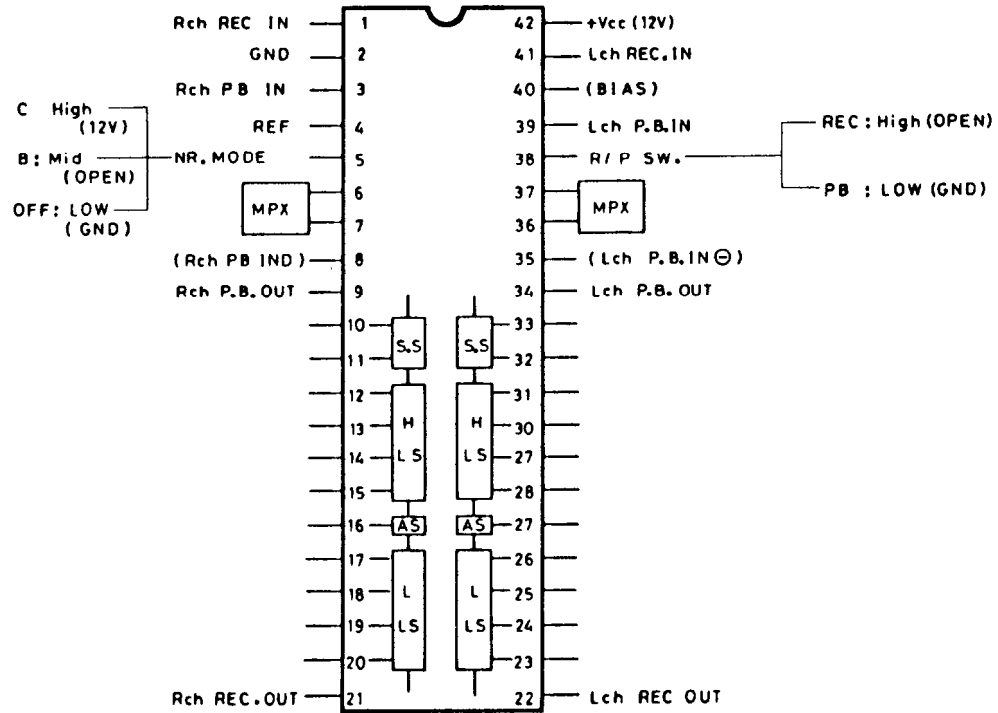 Rch REC IN 1 42 +Vcc (12V)
GND 2 41 Lch REC.IN
Rch PB IN 3 40 (BIAS)
C High
(12V)
REF 4 39 Lch P.B.IN
REC: High (OPEN)
B: Mid
(OPEN)
NR.MODE 5 38 R/P SW.
OFF: LOW
(GND)
PB : LOW (GND)
MPX 6 37 MPX
7 36
(Rch PB IND) 8 35 (Lch P.B.IN⊖)
Rch P.B.OUT 9 34 Lch P.B.OUT
10 33
S.S S.S
11 32
12 31
13 H H 30
14 LS LS 27
15 28
16 AS AS 27
17 26
18 L L 25
19 LS LS 24
20 23
Rch REC.OUT 21 22 Lch REC OUT